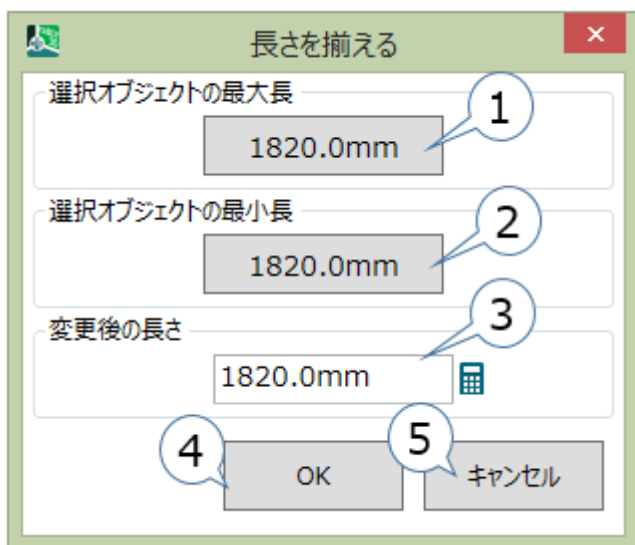 長さを揃える
×
選択オブジェクトの最大長
1
1820.0mm
選択オブジェクトの最小長
2
1820.0mm
変更後の長さ
3
1820.0mm
4
OK
5
キャンセル